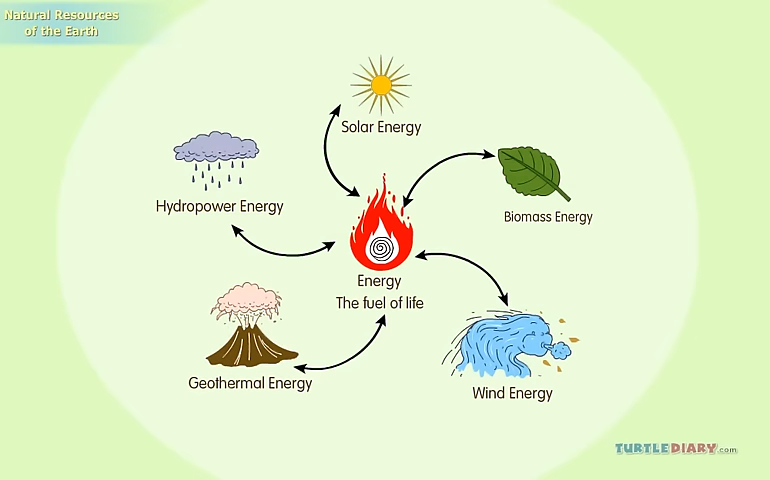 Natural Resources
of the Earth
Solar Energy
Hydropower Energy
Biomass Energy
Energy
The fuel of life
Geothermal Energy
Wind Energy
TURTLEDIARY.com